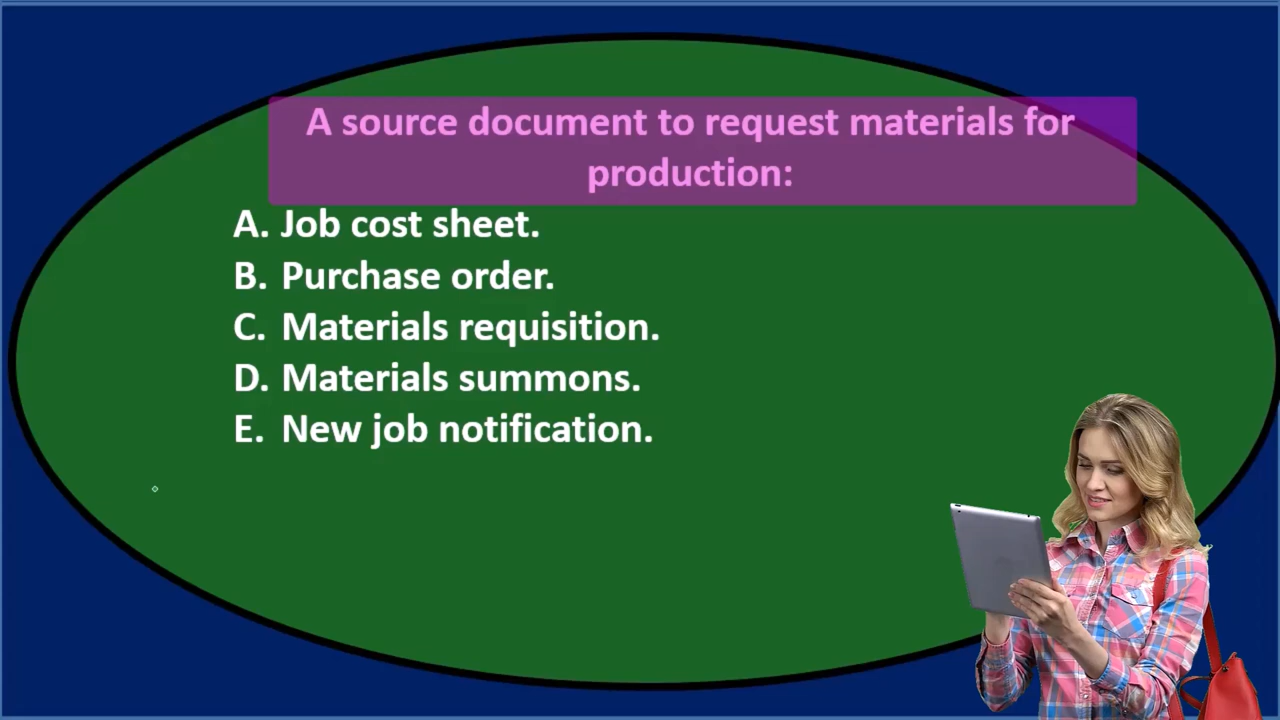 A source document to request materials for
production:
A. Job cost sheet.
B. Purchase order.
C. Materials requisition.
D. Materials summons.
E. New job notification.